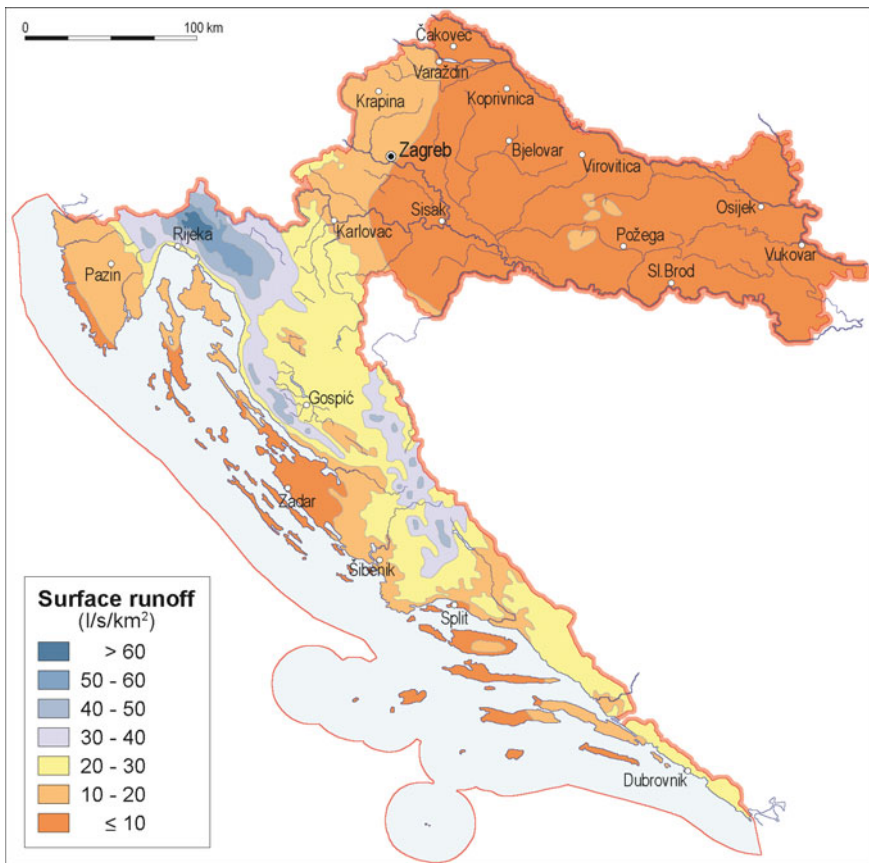 0 100 km
Čakovec
Varaždin
Krapina
Koprivnica
Zagreb
Bjelovar
Virovitica
Osijek
Sisak
Karlovac
Rijeka
Požega
Vukovar
Pazin
Sl.Brod
Gospić
Zadar
Šibenik
Split
Dubrovnik
Surface runoff
(l/s/km²)
> 60
50 - 60
40 - 50
30 - 40
20 - 30
10 - 20
≤ 10